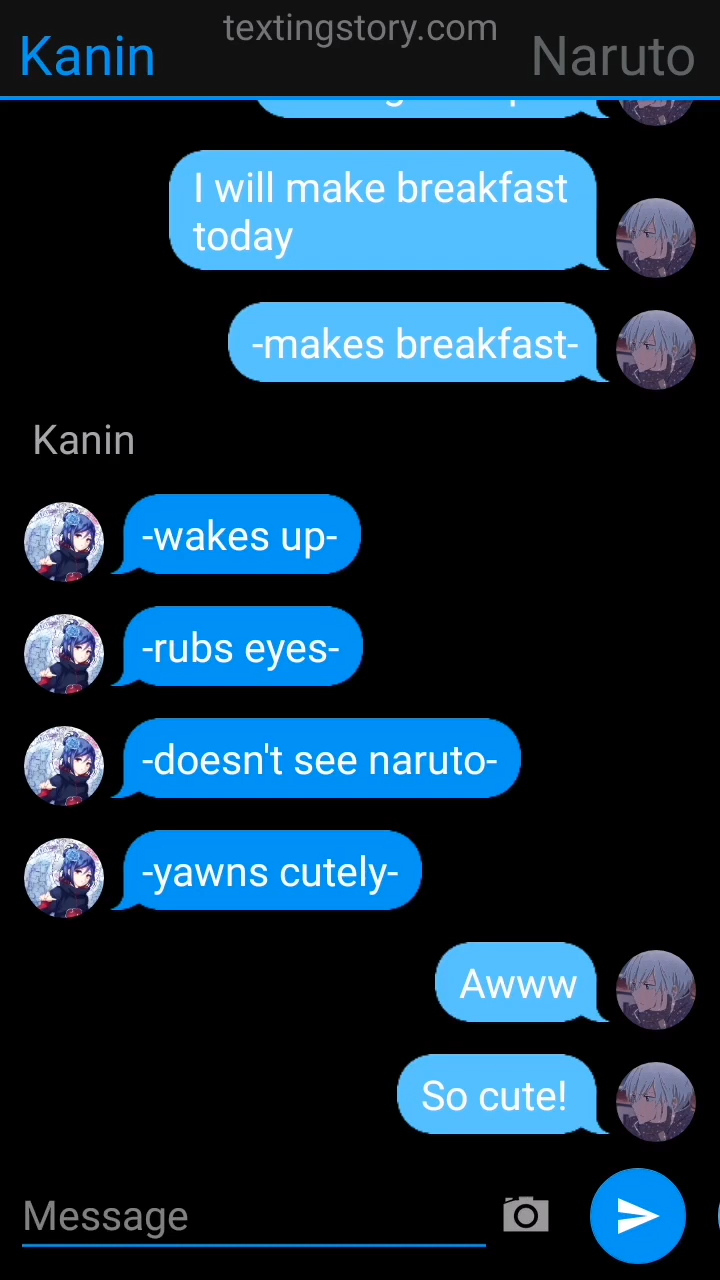 textingstory.com
Kanin
Naruto
I will make breakfast
today
-makes breakfast-
Kanin
-wakes up-
-rubs eyes-
-doesn't see naruto-
-yawns cutely-
Awww
So cute!
Message